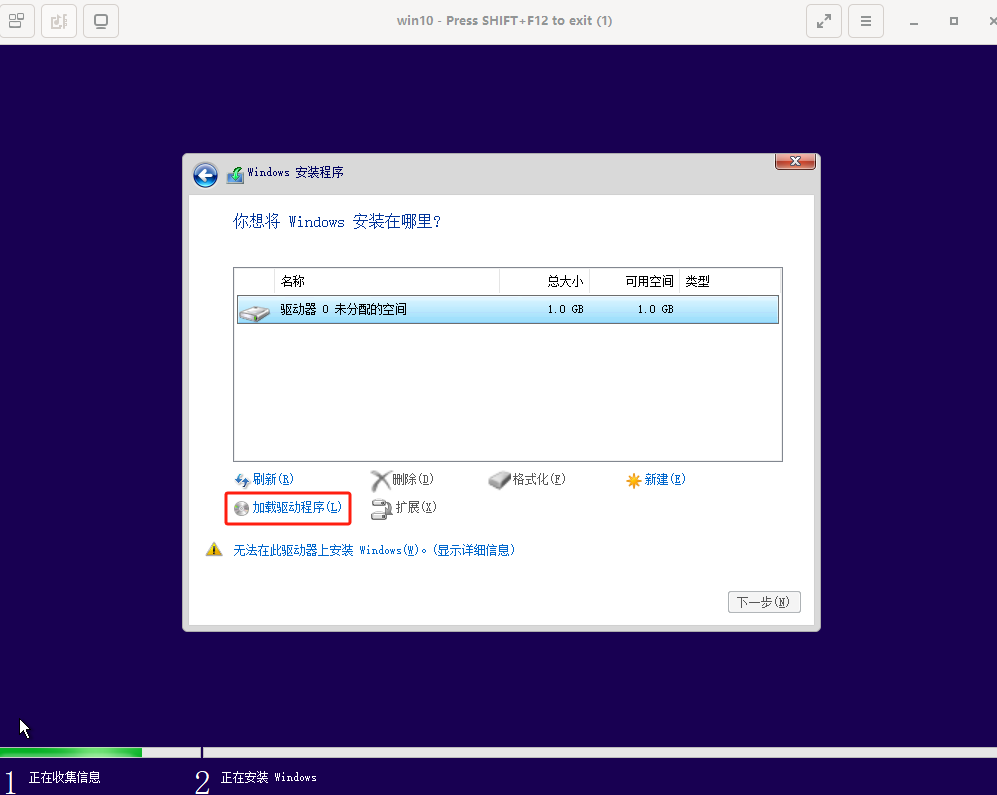 win10 - Press SHIFT+F12 to exit (1)
Windows 安装程序
你想将 Windows 安装在哪里?
名称 总大小 可用空间 类型
驱动器 0 未分配的空间 1.0 GB 1.0 GB
刷新(R) 删除(D) 格式化(F) 新建(E)
加载驱动程序(L) 扩展(X)
无法在此驱动器上安装 Windows(W)。(显示详细信息)
下一步(N)
1 正在收集信息 2 正在安装 Windows